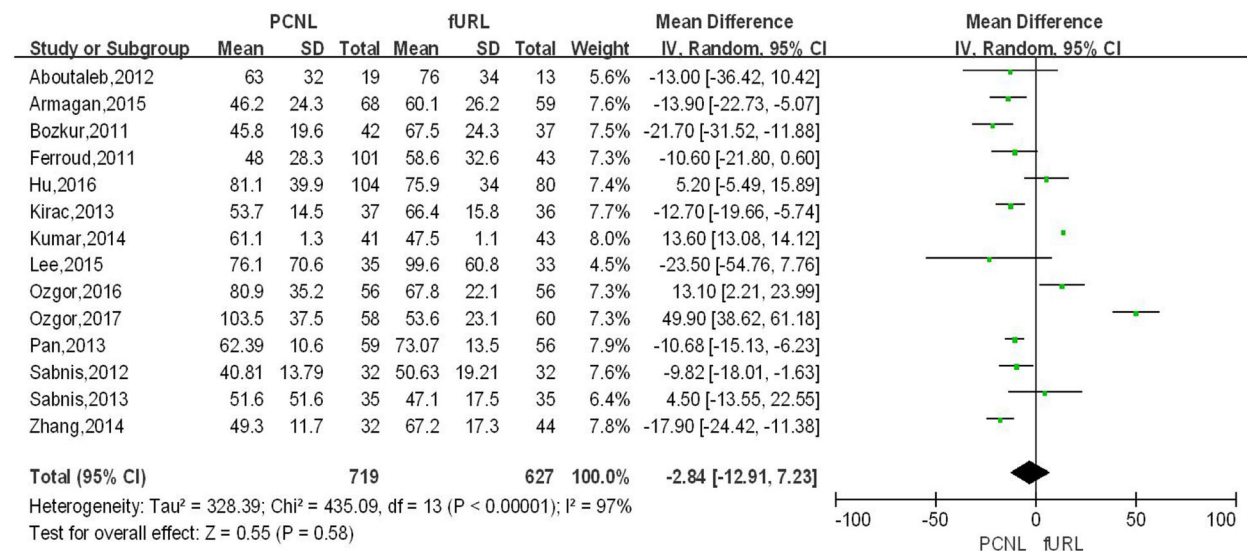 PCNL fURL Mean Difference Mean Difference
Study or Subgroup Mean SD Total Mean SD Total Weight IV, Random, 95% CI IV, Random, 95% CI
Aboutaleb,2012 63 32 19 76 34 13 5.6% -13.00 [-36.42, 10.42]
Armagan,2015 46.2 24.3 68 60.1 26.2 59 7.6% -13.90 [-22.73, -5.07]
Bozkur,2011 45.8 19.6 42 67.5 24.3 37 7.5% -21.70 [-31.52, -11.88]
Ferroud,2011 48 28.3 101 58.6 32.6 43 7.3% -10.60 [-21.80, 0.60]
Hu,2016 81.1 39.9 104 75.9 34 80 7.4% 5.20 [-5.49, 15.89]
Kirac,2013 53.7 14.5 37 66.4 15.8 36 7.7% -12.70 [-19.66, -5.74]
Kumar,2014 61.1 1.3 41 47.5 1.1 43 8.0% 13.60 [13.08, 14.12]
Lee,2015 76.1 70.6 35 99.6 60.8 33 4.5% -23.50 [-54.76, 7.76]
Ozgor,2016 80.9 35.2 56 67.8 22.1 56 7.3% 13.10 [2.21, 23.99]
Ozgor,2017 103.5 37.5 58 53.6 23.1 60 7.3% 49.90 [38.62, 61.18]
Pan,2013 62.39 10.6 59 73.07 13.5 56 7.9% -10.68 [-15.13, -6.23]
Sabnis,2012 40.81 13.79 32 50.63 19.21 32 7.6% -9.82 [-18.01, -1.63]
Sabnis,2013 51.6 51.6 35 47.1 17.5 35 6.4% 4.50 [-13.55, 22.55]
Zhang,2014 49.3 11.7 32 67.2 17.3 44 7.8% -17.90 [-24.42, -11.38]
Total (95% CI) 719 627 100.0% -2.84 [-12.91, 7.23]
Heterogeneity: Tau² = 328.39; Chi² = 435.09, df = 13 (P < 0.00001); I² = 97%
Test for overall effect: Z = 0.55 (P = 0.58)
-100 -50 0 50 100
PCNL fURL